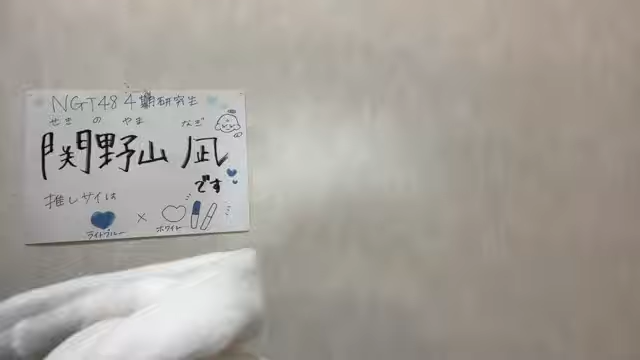 NGT48 4期研究生
せき の やま なぎ
関野山 凪
です
推しサイは
ライトブルー × ホワイト